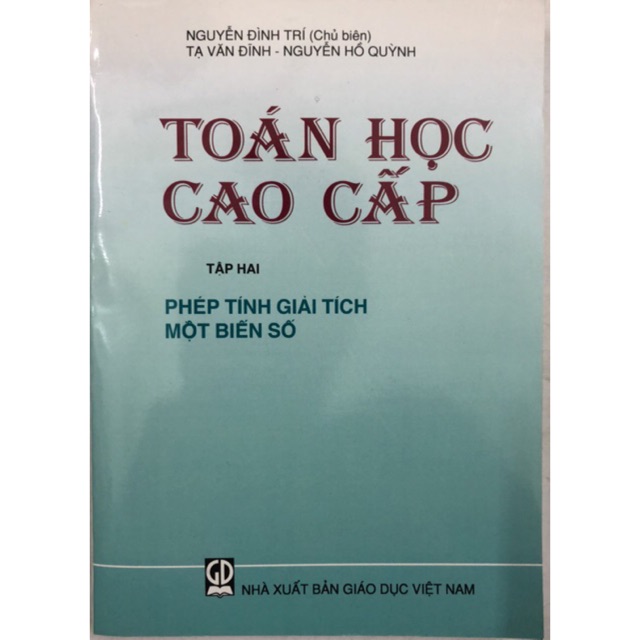 NGUYỄN ĐÌNH TRÍ (Chủ biên)
TẠ VĂN ĐĨNH - NGUYỄN HỒ QUỲNH
TOÁN HỌC
CAO CẤP
TẬP HAI
PHÉP TÍNH GIẢI TÍCH
MỘT BIẾN SỐ
GD
NHÀ XUẤT BẢN GIÁO DỤC VIỆT NAM